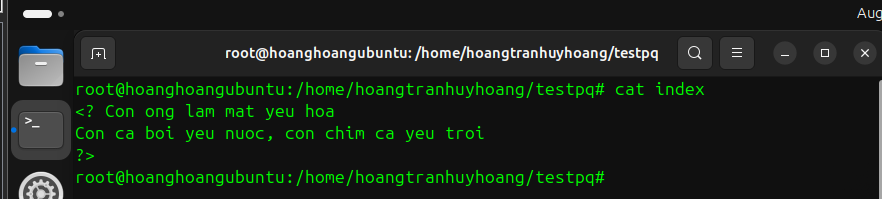 Aug
root@hoanghoangubuntu: /home/hoangtranhuyhoang/testpq
root@hoanghoangubuntu:/home/hoangtranhuyhoang/testpq# cat index
<? Con ong lam mat yeu hoa
Con ca boi yeu nuoc, con chim ca yeu troi
?>
root@hoanghoangubuntu:/home/hoangtranhuyhoang/testpq#
>_